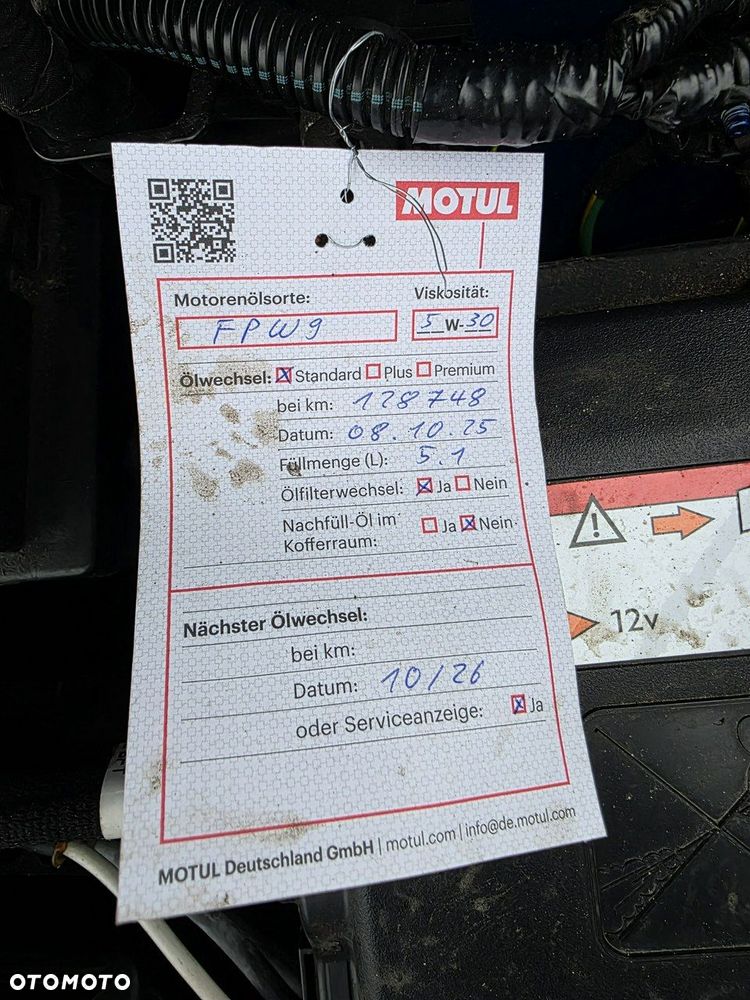 MOTUL
Motorenölsorte:
Viskosität:
FPW9
5 W-30
Ölwechsel: Standard Plus Premium
bei km: 128748
Datum: 08.10.25
Füllmenge (L): 5.1
Ölfilterwechsel: Ja Nein
Nachfüll-Öl im Kofferraum: Ja Nein
Nächster Ölwechsel:
bei km:
Datum: 10/26
oder Serviceanzeige: Ja
MOTUL Deutschland GmbH | motul.com | info@de.motul.com
12v
OTOMOTO